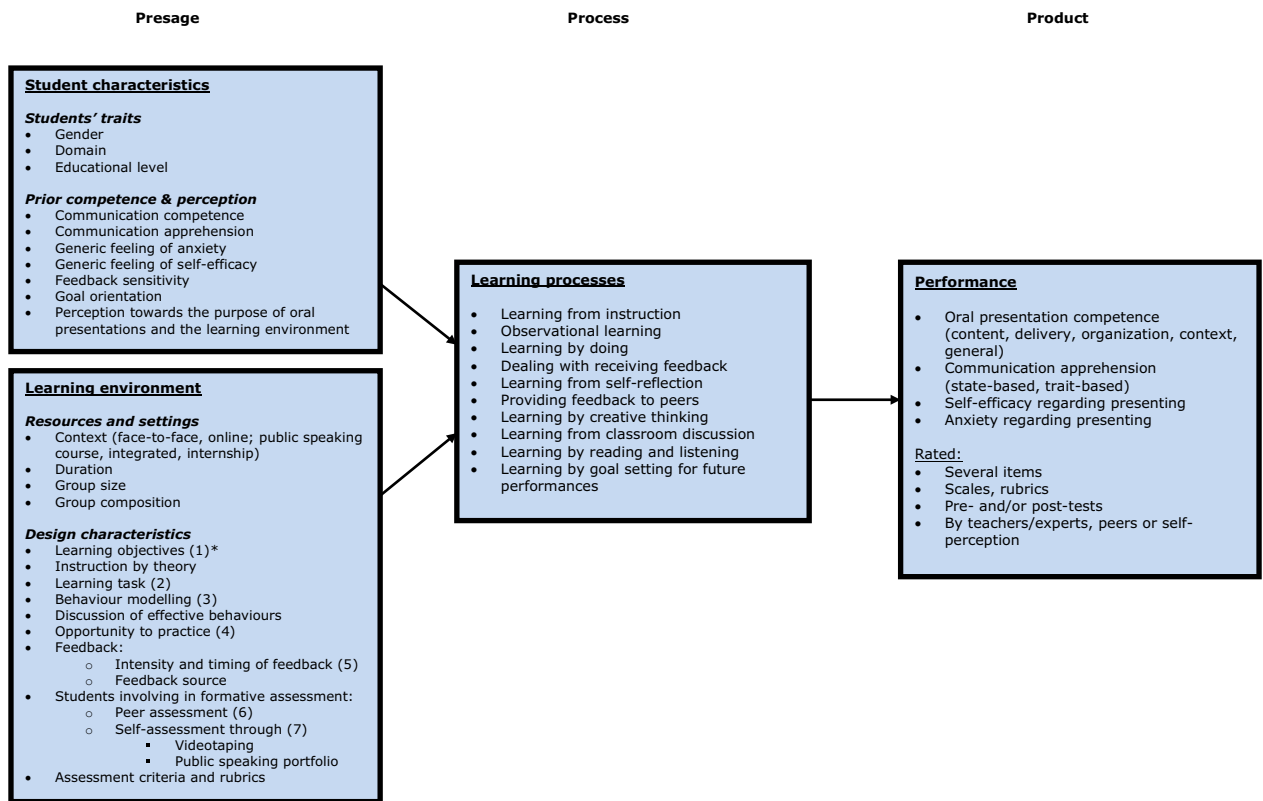 Presage
Process
Product
Student characteristics
Students’ traits
• Gender
• Domain
• Educational level
Prior competence & perception
• Communication competence
• Communication apprehension
• Generic feeling of anxiety
• Generic feeling of self-efficacy
• Feedback sensitivity
• Goal orientation
• Perception towards the purpose of oral
presentations and the learning environment
Learning environment
Resources and settings
• Context (face-to-face, online; public speaking
course, integrated, internship)
• Duration
• Group size
• Group composition
Design characteristics
• Learning objectives (1)*
• Instruction by theory
• Learning task (2)
• Behaviour modelling (3)
• Discussion of effective behaviours
• Opportunity to practice (4)
• Feedback:
o Intensity and timing of feedback (5)
o Feedback source
• Students involving in formative assessment:
o Peer assessment (6)
o Self-assessment through (7)
▪ Videotaping
▪ Public speaking portfolio
• Assessment criteria and rubrics
Learning processes
• Learning from instruction
• Observational learning
• Learning by doing
• Dealing with receiving feedback
• Learning from self-reflection
• Providing feedback to peers
• Learning by creative thinking
• Learning from classroom discussion
• Learning by reading and listening
• Learning by goal setting for future
performances
Performance
• Oral presentation competence
(content, delivery, organization, context,
general)
• Communication apprehension
(state-based, trait-based)
• Self-efficacy regarding presenting
• Anxiety regarding presenting
Rated:
• Several items
• Scales, rubrics
• Pre- and/or post-tests
• By teachers/experts, peers or self-
perception